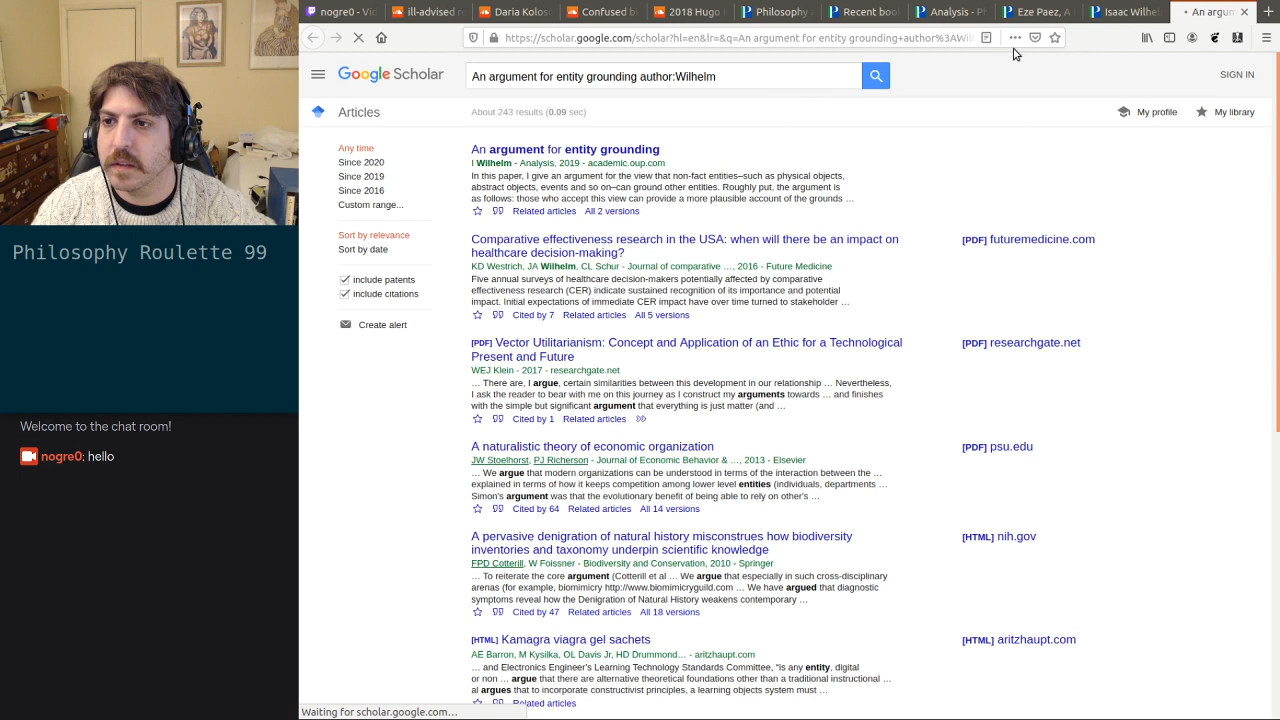 nogre0 - Vid
ill-advised
Daria Kolos
2018 Hugo
Philosophy
Robot Rese
Analysis - P
Eze Paez, A
Isaac Wilhe
An argum
https://scholar.google.com/scholar?hl=en&lr=&q=An argument for entity grounding+author%3AWil
Google Scholar
An argument for entity grounding author:Wilhelm
SIGN IN
Articles
About 243 results (0.09 sec)
My profile
My library
Any time
Since 2020
Since 2019
Since 2016
Custom range...
Sort by relevance
Sort by date
include patents
include citations
Create alert
An argument for entity grounding
I Wilhelm - Analysis, 2019 - academic.oup.com
In this paper, I give an argument for the view that non-fact entities–such as physical objects,
abstract objects, events and so on–can ground other entities. Roughly put, the argument is
as follows: those who accept this view can provide a more plausible account of the grounds …
Related articles All 2 versions
Comparative effectiveness research in the USA: when will there be an impact on
healthcare decision-making?
[PDF] futuremedicine.com
KD Westrich, JA Wilhelm, CL Schur - Journal of comparative …, 2016 - Future Medicine
Five annual surveys of healthcare decision-makers potentially affected by comparative
effectiveness research (CER) indicate sustained recognition of its importance and potential
impact. Initial expectations of immediate CER impact have over time turned to stakeholder …
Cited by 7 Related articles All 5 versions
[PDF] Vector Utilitarianism: Concept and Application of an Ethic for a Technological
Present and Future
[PDF] researchgate.net
WEJ Klein - 2017 - researchgate.net
… There are, I argue, certain similarities between this development in our relationship … Nevertheless,
I ask the reader to bear with me on this journey as I construct my arguments towards … and finishes
with the simple but significant argument that everything is just matter (and …
Cited by 1 Related articles
A naturalistic theory of economic organization
[PDF] psu.edu
JW Stoelhorst, PJ Richerson - Journal of Economic Behavior & …, 2013 - Elsevier
… We argue that modern organizations can be understood in terms of the interaction between the …
explained in terms of how it keeps competition among lower level entities (individuals, departments …
Simon's argument was that the evolutionary benefit of being able to rely on other's …
Cited by 64 Related articles All 14 versions
A pervasive denigration of natural history misconstrues how biodiversity
inventories and taxonomy underpin scientific knowledge
[HTML] nih.gov
FPD Cotterill, W Foissner - Biodiversity and Conservation, 2010 - Springer
… To reiterate the core argument (Cotterill et al … We argue that especially in such cross-disciplinary
arenas (for example, biomimicry http://www.biomimicryguild.com … We have argued that diagnostic
symptoms reveal how the Denigration of Natural History weakens contemporary …
Cited by 47 Related articles All 18 versions
[HTML] Kamagra viagra gel sachets
[HTML] aritzhaupt.com
AE Barron, M Kysilka, OL Davis Jr, HD Drummond… - aritzhaupt.com
… and Electronics Engineer's Learning Technology Standards Committee, "is any entity, digital
or non … argue that there are alternative theoretical foundations other than a traditional instructional …
al argues that to incorporate constructivist principles, a learning objects system must …
Related articles
Waiting for scholar.google.com…
Philosophy Roulette 99
Welcome to the chat room!
nogre0: hello